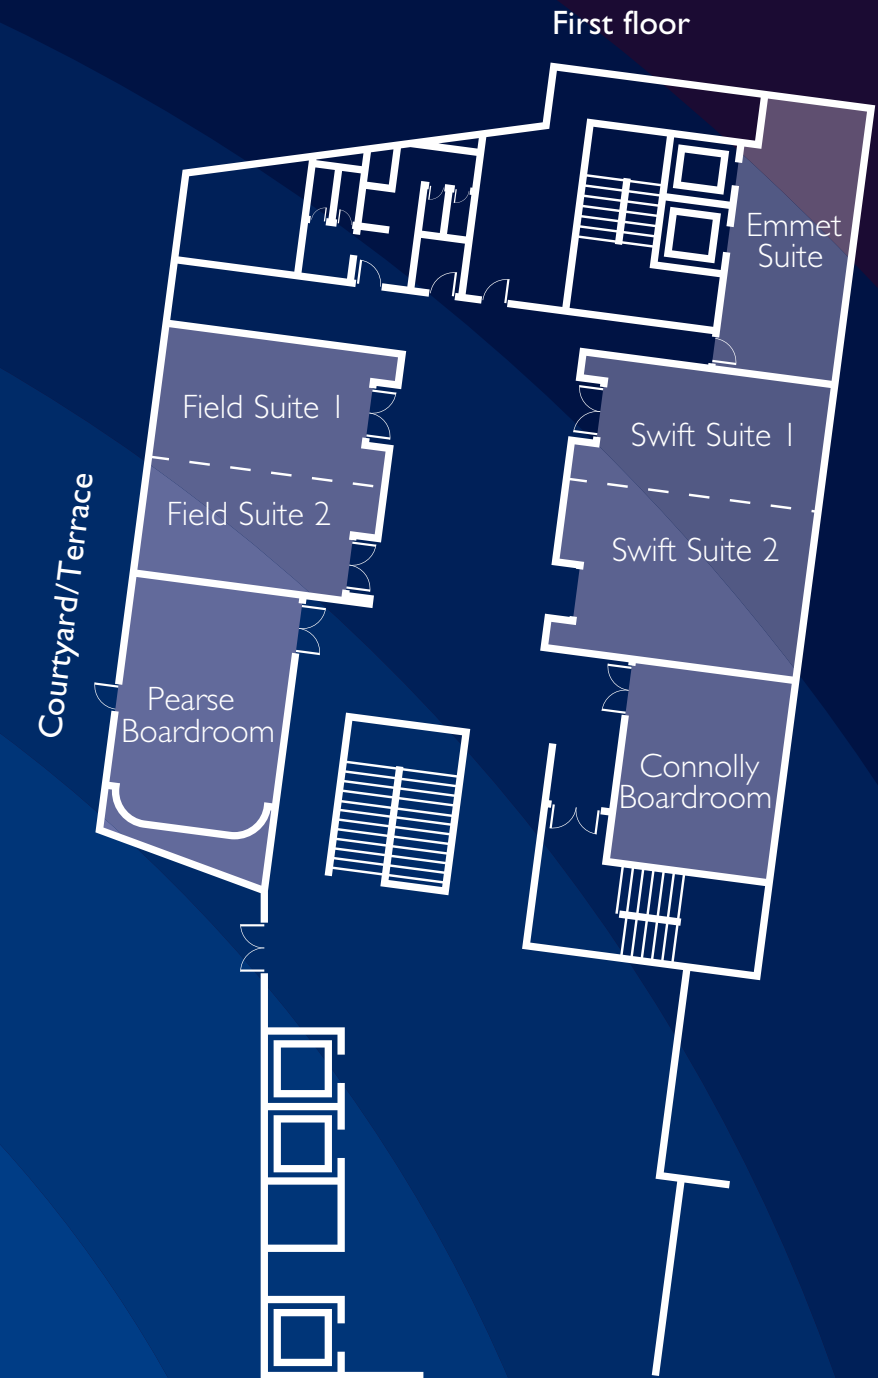 First floor
Emmet
Suite
Field Suite 1
Swift Suite 1
Field Suite 2
Swift Suite 2
Courtyard/Terrace
Pearse
Boardroom
Connolly
Boardroom